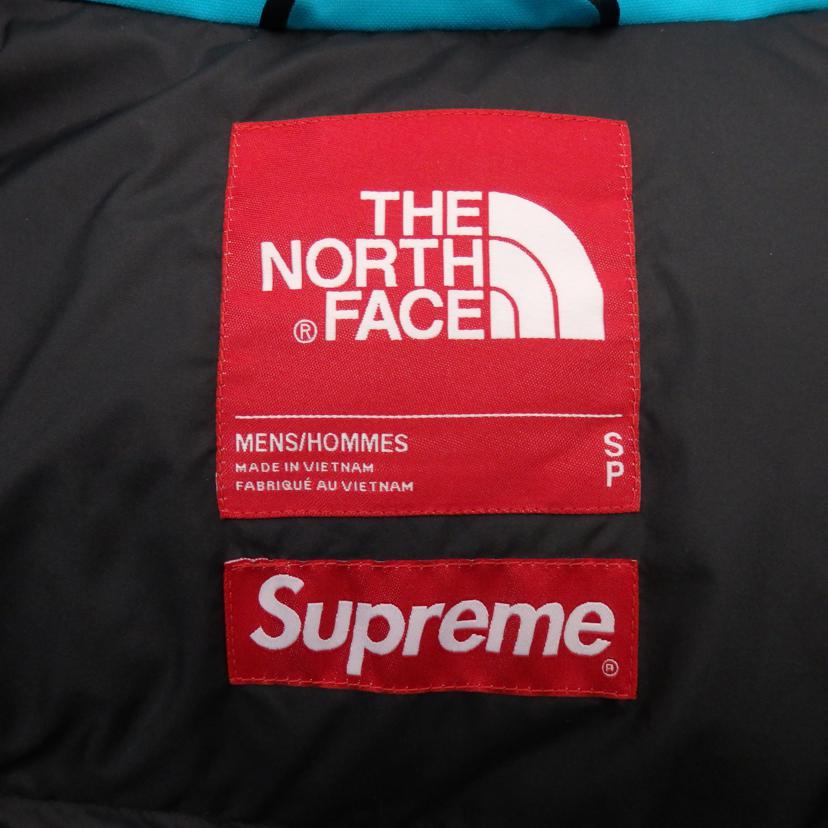 THE
NORTH
® FACE
MENS/HOMMES S
MADE IN VIETNAM P
FABRIQUÉ AU VIETNAM
Supreme ®